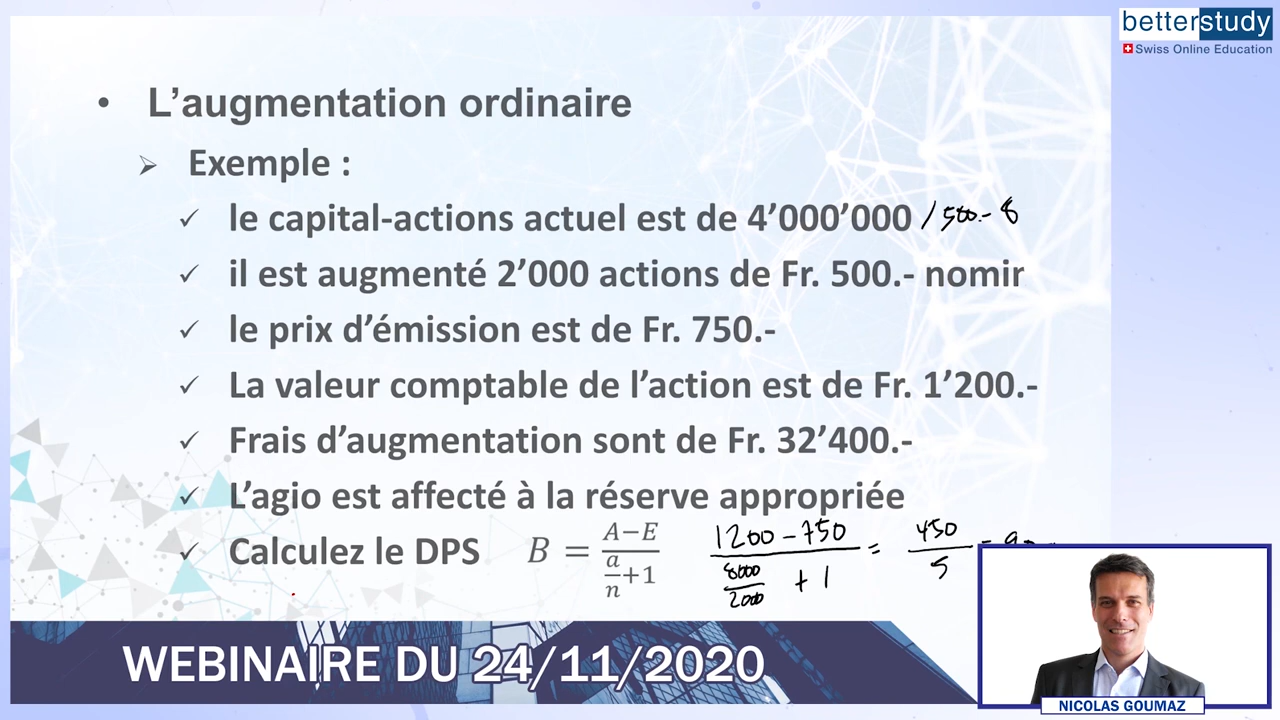 betterstudy
Swiss Online Education
• L’augmentation ordinaire
Exemple :
✓ le capital-actions actuel est de 4’000’000 / 500.- 8
✓ il est augmenté 2’000 actions de Fr. 500.- nomin
✓ le prix d’émission est de Fr. 750.-
✓ La valeur comptable de l’action est de Fr. 1’200.-
✓ Frais d’augmentation sont de Fr. 32’400.-
✓ L’agio est affecté à la réserve appropriée
✓ Calculez le DPS B = (A−E)/(a/n+1) (1200 − 750)/(8000/2000 + 1) = 450/5 =
WEBINAIRE DU 24/11/2020
NICOLAS GOUMAZ